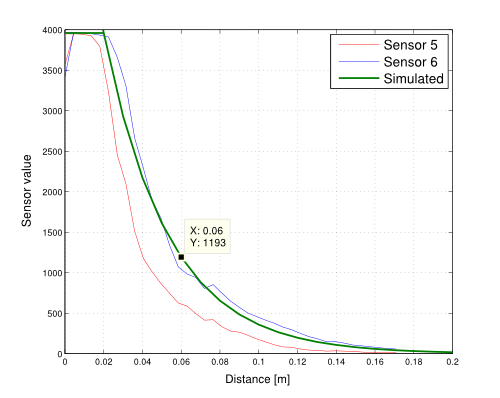 4000
3500
3000
2500
2000
1500
1000
500
0
Sensor value
Sensor 5
Sensor 6
Simulated
X: 0.06
Y: 1193
0 0.02 0.04 0.06 0.08 0.1 0.12 0.14 0.16 0.18 0.2
Distance [m]